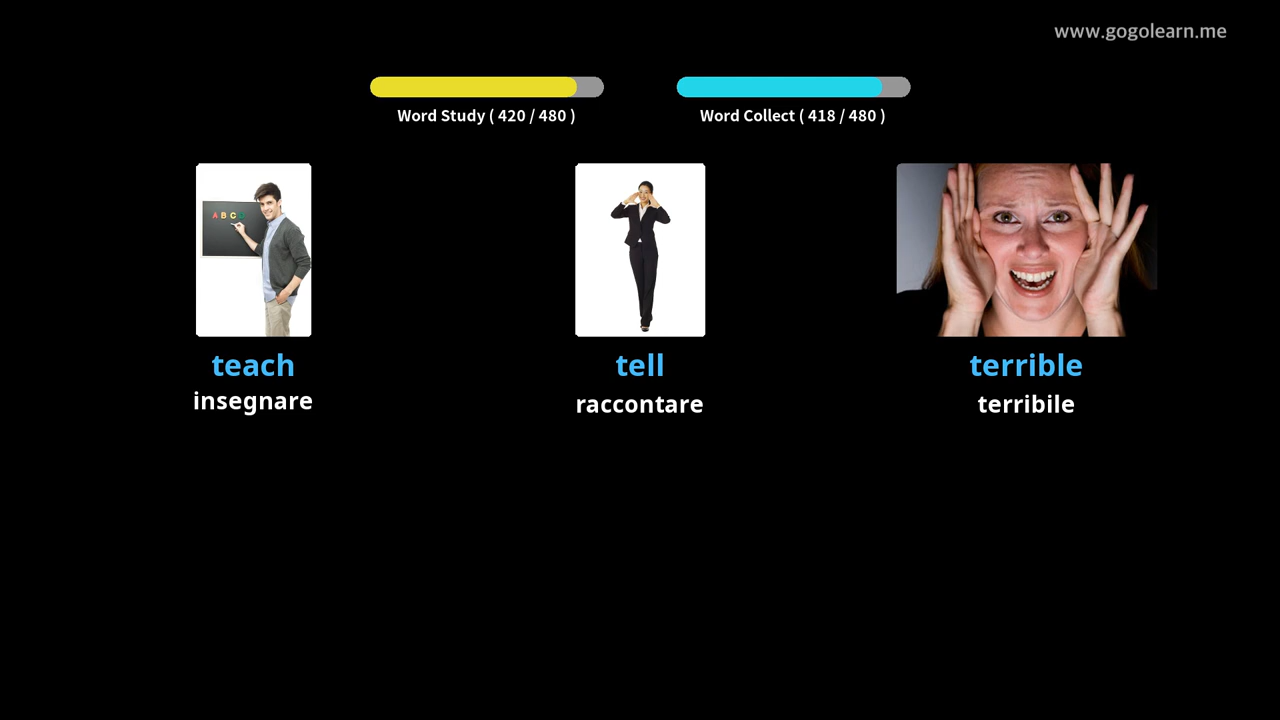 www.gogolearn.me
Word Study ( 420 / 480 )
Word Collect ( 418 / 480 )
A B C D
teach
tell
terrible
insegnare
raccontare
terribile